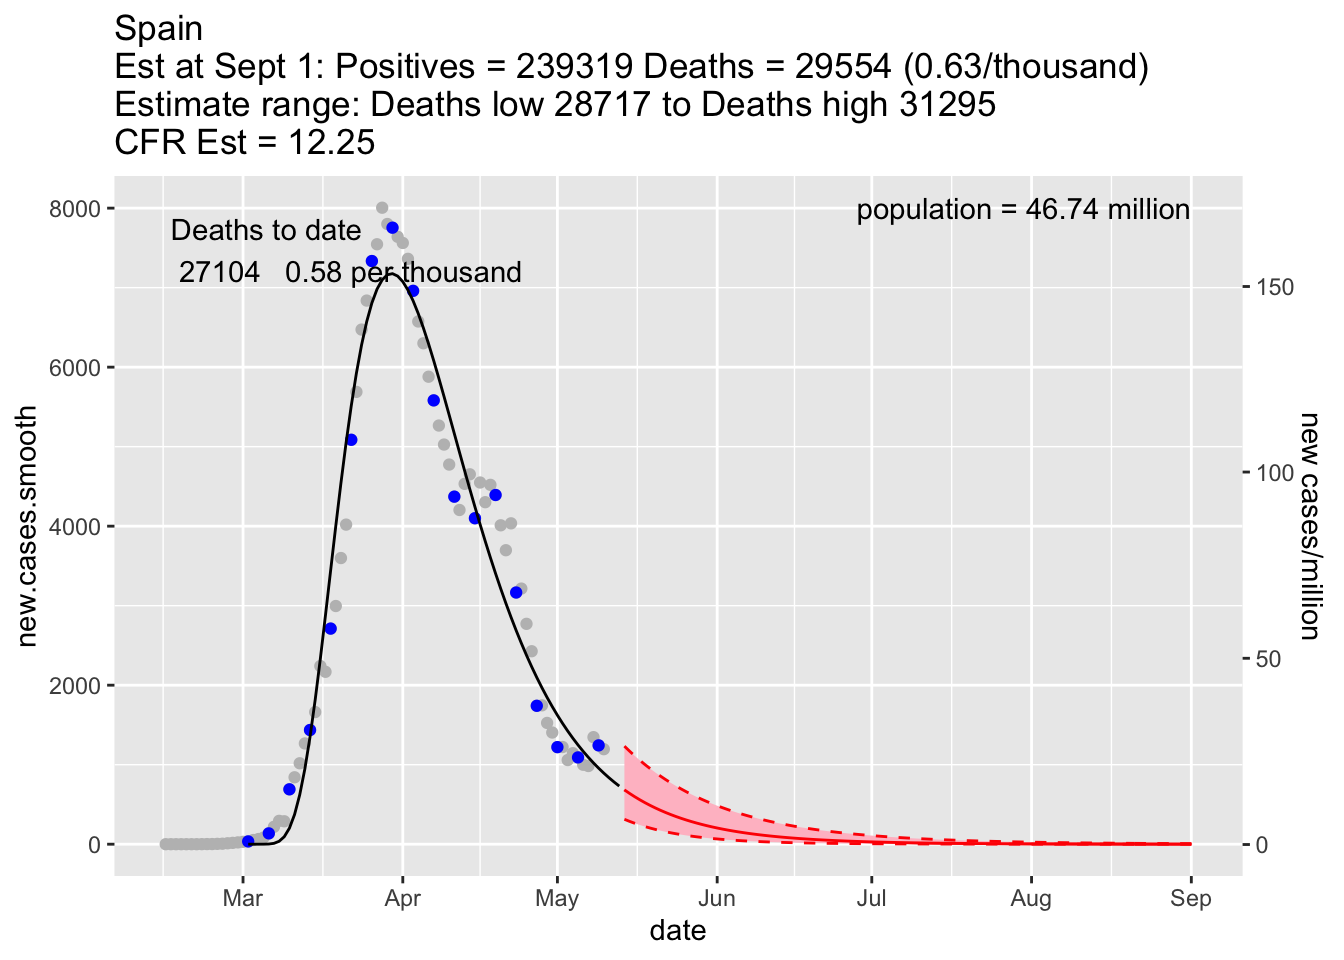 Spain
Est at Sept 1: Positives = 239319 Deaths = 29554 (0.63/thousand)
Estimate range: Deaths low 28717 to Deaths high 31295
CFR Est = 12.25
population = 46.74 million
Deaths to date
27104 0.58 per thousand
8000
6000
4000
2000
0
new.cases.smooth
150
100
50
0
new cases/million
Mar Apr May Jun Jul Aug Sep
date